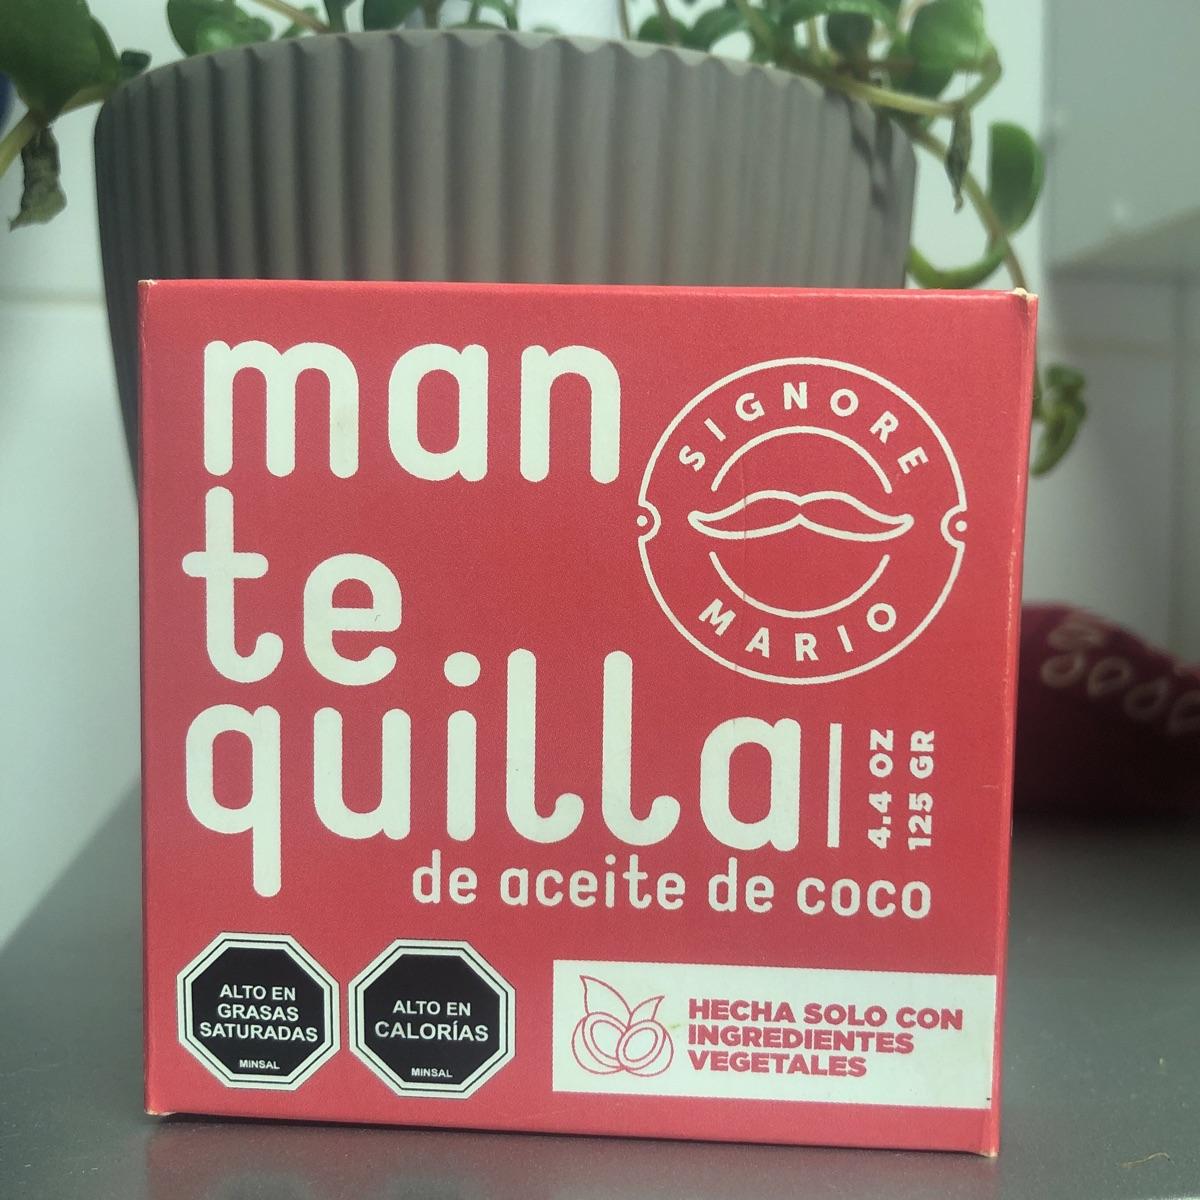 man
te
quilla
de aceite de coco
SIGNORE
MARIO
4.4 OZ
125 GR
ALTO EN
GRASAS
SATURADAS
MINSAL
ALTO EN
CALORÍAS
MINSAL
HECHA SOLO CON
INGREDIENTES
VEGETALES